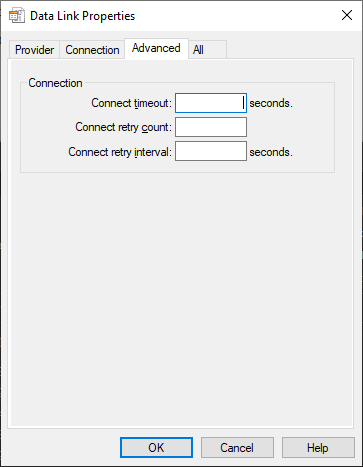 Data Link Properties
Provider Connection Advanced All
Connection
Connect timeout: seconds.
Connect retry count:
Connect retry interval: seconds.
OK Cancel Help